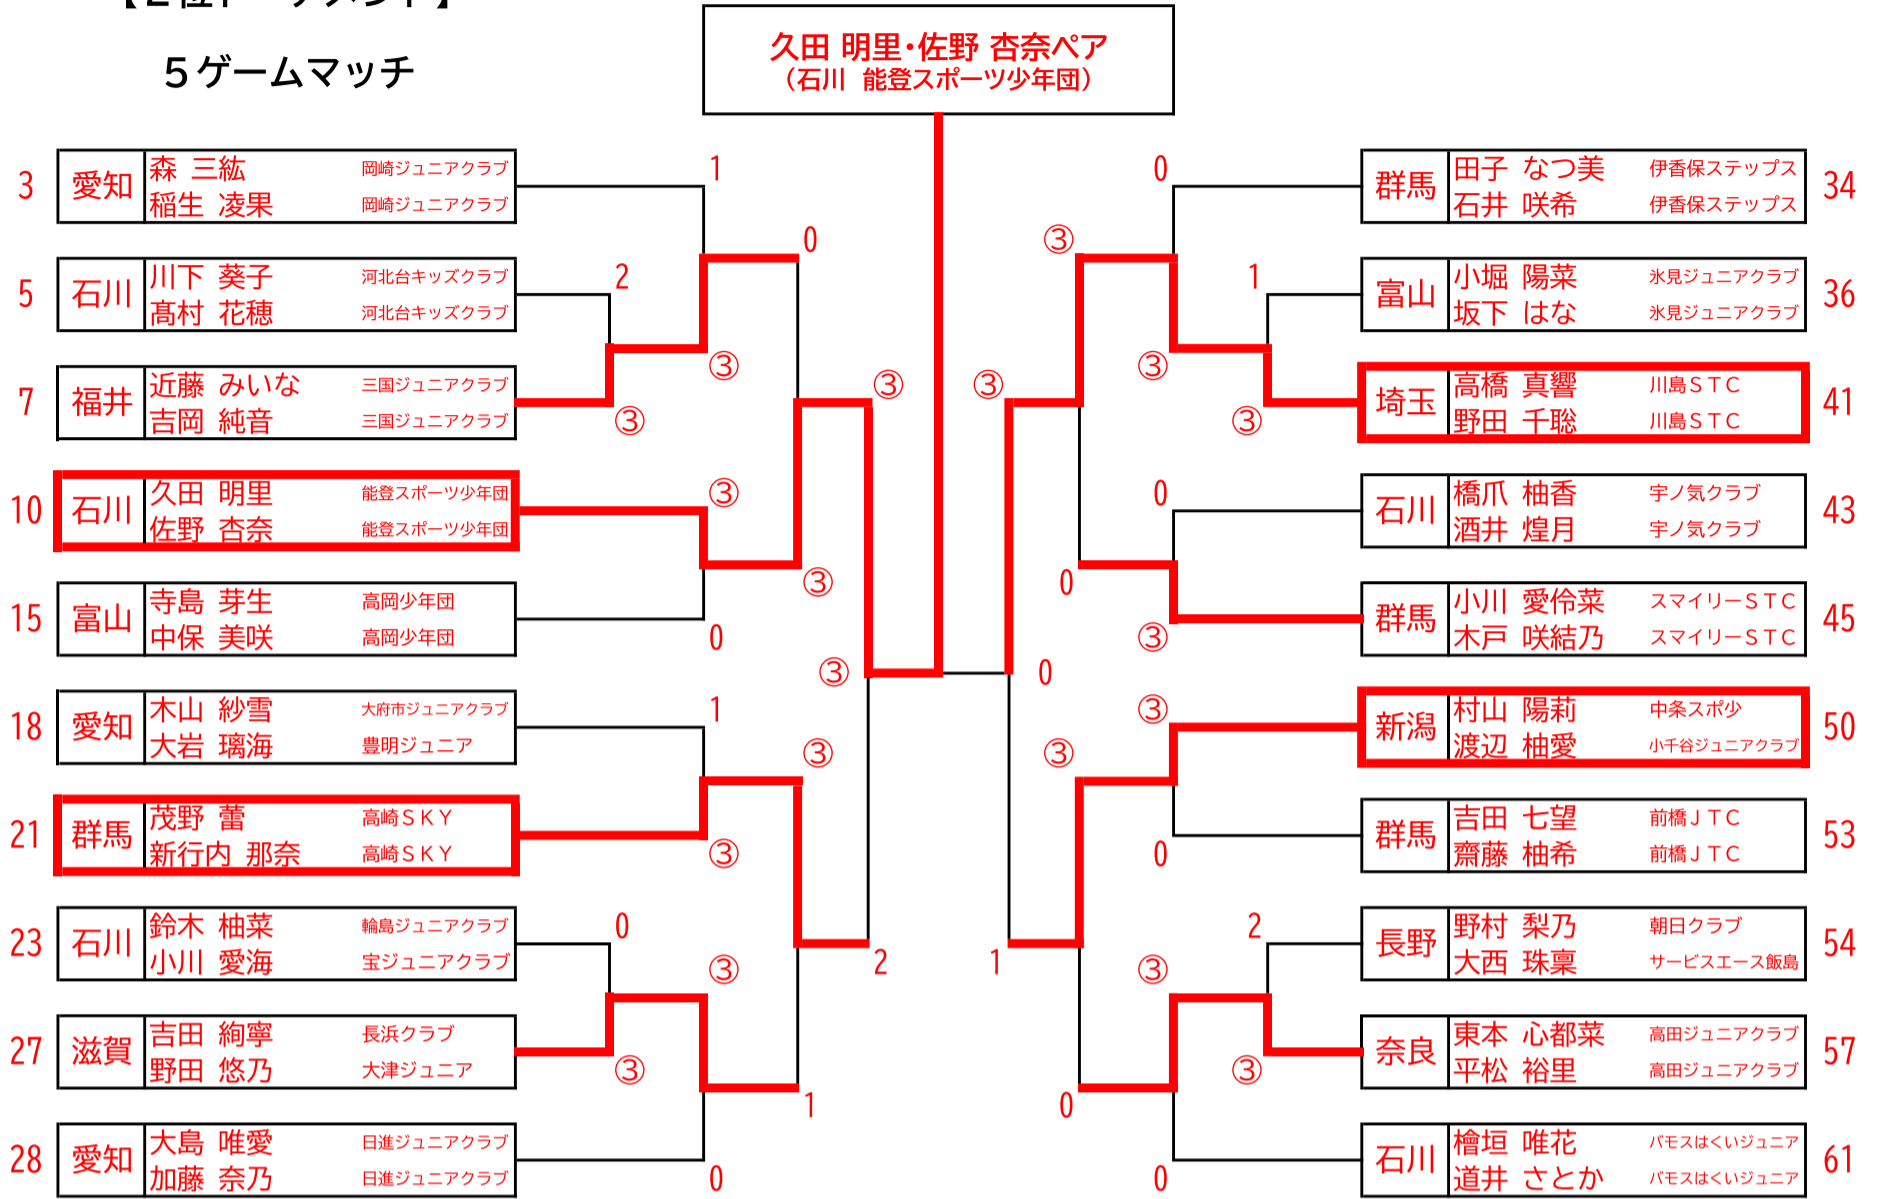 【２位トーナメント】
５ゲームマッチ
久田 明里・佐野 杏奈ペア
（石川 能登スポーツ少年団）
3 愛知 森 三紘 岡崎ジュニアクラブ
稲生 凌果 岡崎ジュニアクラブ
5 石川 川下 葵子 河北台キッズクラブ
髙村 花穂 河北台キッズクラブ
7 福井 近藤 みいな 三国ジュニアクラブ
吉岡 純音 三国ジュニアクラブ
10 石川 久田 明里 能登スポーツ少年団
佐野 杏奈 能登スポーツ少年団
15 富山 寺島 芽生 高岡少年団
中保 美咲 高岡少年団
18 愛知 木山 紗雪 大府市ジュニアクラブ
大岩 璃海 豊明ジュニア
21 群馬 茂野 蕾 高崎ＳＫＹ
新行内 那奈 高崎ＳＫＹ
23 石川 鈴木 柚菜 輪島ジュニアクラブ
小川 愛海 宝ジュニアクラブ
27 滋賀 吉田 絢寧 長浜クラブ
野田 悠乃 大津ジュニア
28 愛知 大島 唯愛 日進ジュニアクラブ
加藤 奈乃 日進ジュニアクラブ
1
2
③
③
0
③
0
③
③
1
③
0
③
③
0
③
1
2
③
0
③
0
1
③
③
③
0
③
0
③
③
0
2
③
③
0
③
0
1
群馬 田子 なつ美 伊香保ステップス 34
石井 咲希 伊香保ステップス
富山 小堀 陽菜 氷見ジュニアクラブ 36
坂下 はな 氷見ジュニアクラブ
埼玉 高橋 真響 川島ＳＴＣ 41
野田 千聡 川島ＳＴＣ
石川 橋爪 柚香 宇ノ気クラブ 43
酒井 煌月 宇ノ気クラブ
群馬 小川 愛伶菜 スマイリーＳＴＣ 45
木戸 咲結乃 スマイリーＳＴＣ
新潟 村山 陽莉 中条スポ少 50
渡辺 柚愛 小千谷ジュニアクラブ
群馬 吉田 七望 前橋ＪＴＣ 53
齋藤 柚希 前橋ＪＴＣ
長野 野村 梨乃 朝日クラブ 54
大西 珠稟 サービスエース飯島
奈良 東本 心都菜 高田ジュニアクラブ 57
平松 裕里 高田ジュニアクラブ
石川 檜垣 唯花 バモスはくいジュニア 61
道井 さとか バモスはくいジュニア